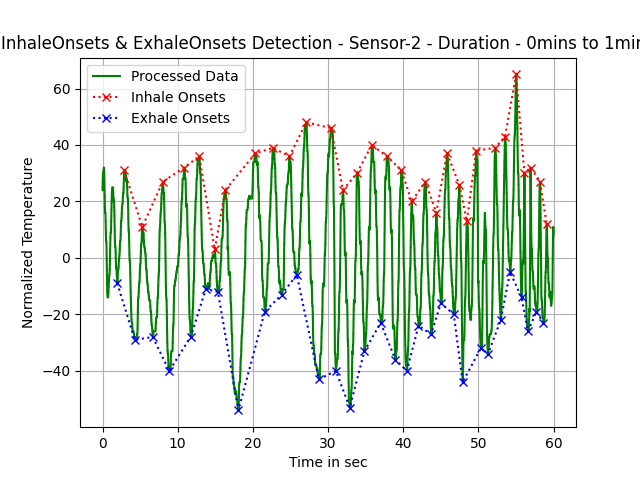 InhaleOnsets & ExhaleOnsets Detection - Sensor-2 - Duration - 0mins to 1min
Processed Data
Inhale Onsets
Exhale Onsets
Normalized Temperature
60
40
20
0
−20
−40
0 10 20 30 40 50 60
Time in sec